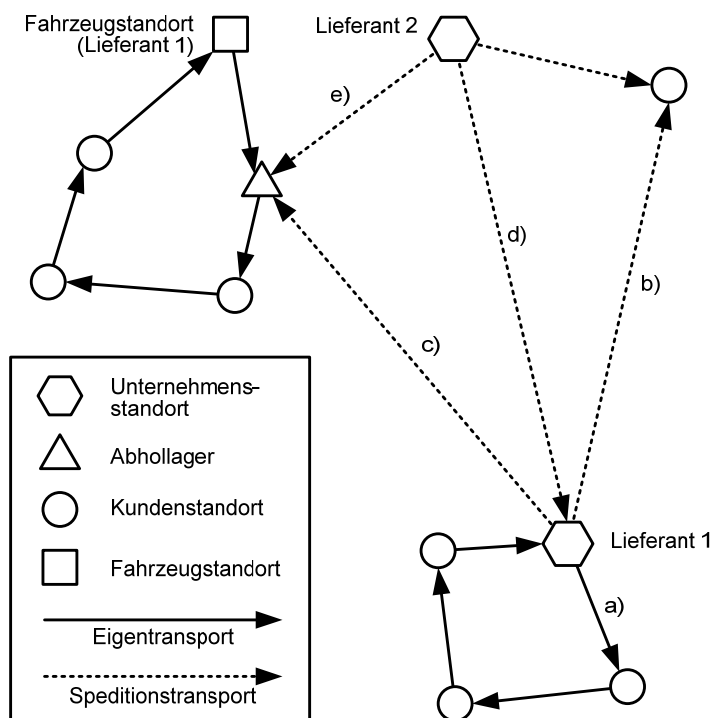 Fahrzeugstandort
(Lieferant 1)
Lieferant 2
e)
d)
b)
c)
Unternehmens-
standort
Abhollager
Kundenstandort
Fahrzeugstandort
Eigentransport
Speditionstransport
Lieferant 1
a)